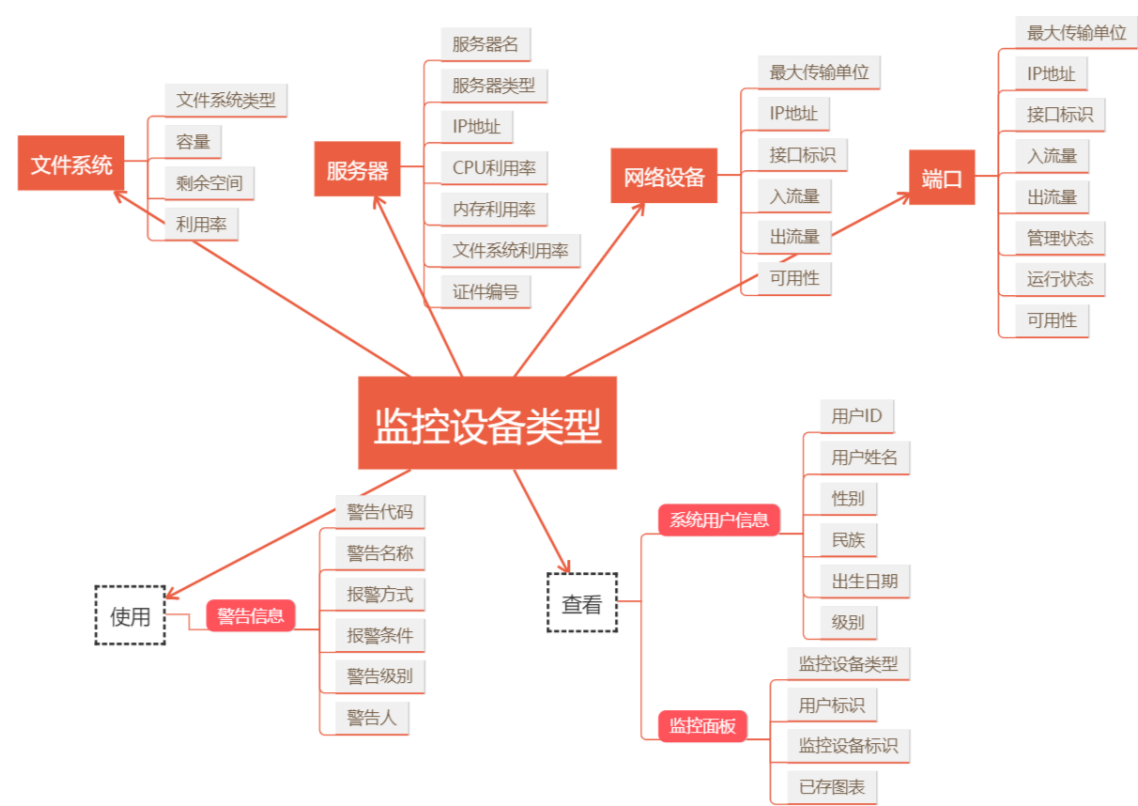 文件系统
文件系统类型
容量
剩余空间
利用率
服务器
服务器名
服务器类型
IP地址
CPU利用率
内存利用率
文件系统利用率
证件编号
网络设备
最大传输单位
IP地址
接口标识
入流量
出流量
可用性
端口
最大传输单位
IP地址
接口标识
入流量
出流量
管理状态
运行状态
可用性
监控设备类型
使用
警告信息
警告代码
警告名称
报警方式
报警条件
警告级别
警告人
查看
系统用户信息
用户ID
用户姓名
性别
民族
出生日期
级别
监控面板
监控设备类型
用户标识
监控设备标识
已存图表